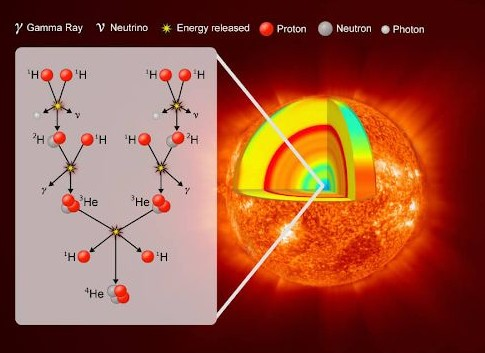 γ Gamma Ray ν Neutrino Energy released Proton Neutron Photon
¹H ¹H ¹H ¹H
ν ν
²H ¹H ¹H ²H
γ γ
³He ³He
¹H ¹H
⁴He